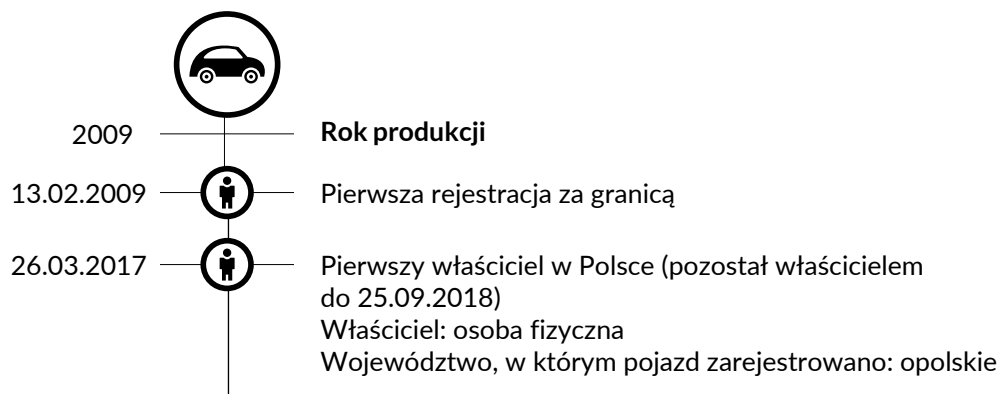 2009 Rok produkcji
13.02.2009 Pierwsza rejestracja za granicą
26.03.2017 Pierwszy właściciel w Polsce (pozostał właścicielem
do 25.09.2018)
Właściciel: osoba fizyczna
Województwo, w którym pojazd zarejestrowano: opolskie